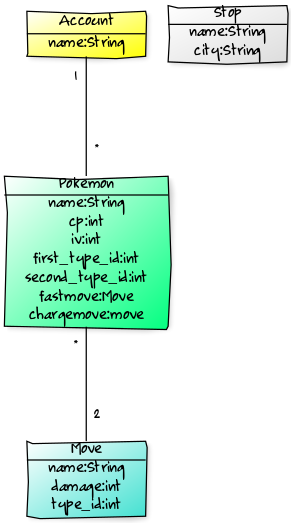 Account
name:String
Stop
name:String
city:String
1
*
Pokemon
name:String
cp:int
iv:int
first_type_id:int
second_type_id:int
fastmove:Move
chargemove:move
*
2
Move
name:String
damage:int
type_id:int